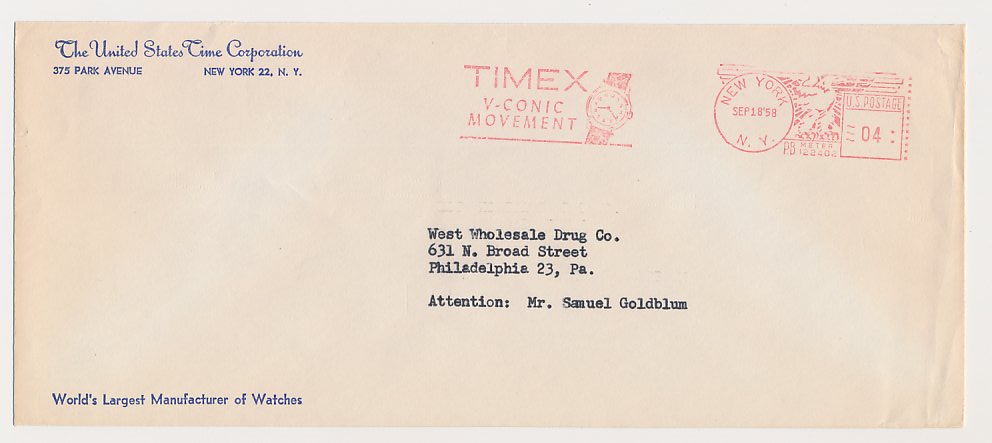 The United States Time Corporation
375 PARK AVENUE NEW YORK 22, N. Y.
TIMEX
V-CONIC
MOVEMENT
NEW YORK
SEP 18 '58
N. Y.
U.S. POSTAGE
04
PB METER
122402
West Wholesale Drug Co.
631 N. Broad Street
Philadelphia 23, Pa.
Attention: Mr. Samuel Goldblum
World's Largest Manufacturer of Watches